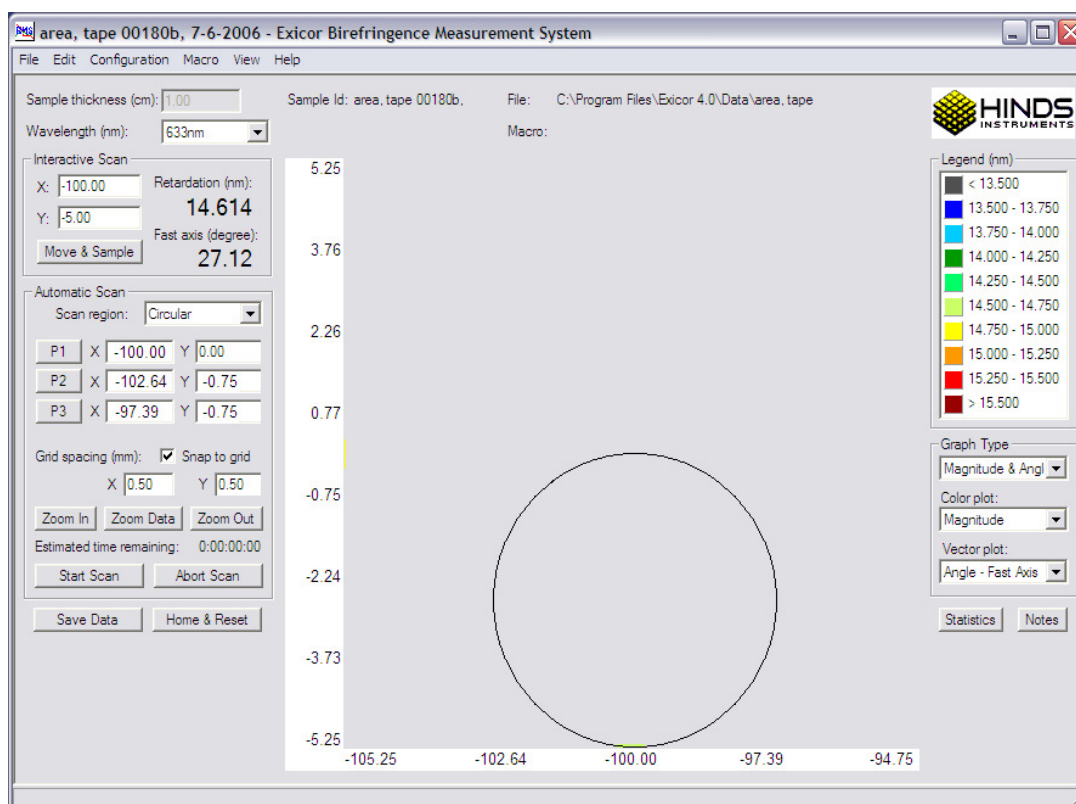 BMS area, tape 00180b, 7-6-2006 - Exicor Birefringence Measurement System
File Edit Configuration Macro View Help
Sample thickness (cm): 1.00
Sample Id: area, tape 00180b,
File: C:\Program Files\Exicor 4.0\Data\area, tape
Wavelength (nm): 633nm
Macro:
HINDS
INSTRUMENTS
Interactive Scan
X: -100.00
Y: -5.00
Move & Sample
Retardation (nm):
14.614
Fast axis (degree):
27.12
Automatic Scan
Scan region: Circular
P1 X -100.00 Y 0.00
P2 X -102.64 Y -0.75
P3 X -97.39 Y -0.75
Grid spacing (mm): Snap to grid
X 0.50 Y 0.50
Zoom In Zoom Data Zoom Out
Estimated time remaining: 0:00:00:00
Start Scan Abort Scan
Save Data Home & Reset
5.25
3.76
2.26
0.77
-0.75
-2.24
-3.73
-5.25
-105.25 -102.64 -100.00 -97.39 -94.75
Legend (nm)
< 13.500
13.500 - 13.750
13.750 - 14.000
14.000 - 14.250
14.250 - 14.500
14.500 - 14.750
14.750 - 15.000
15.000 - 15.250
15.250 - 15.500
> 15.500
Graph Type
Magnitude & Angl
Color plot:
Magnitude
Vector plot:
Angle - Fast Axis
Statistics Notes